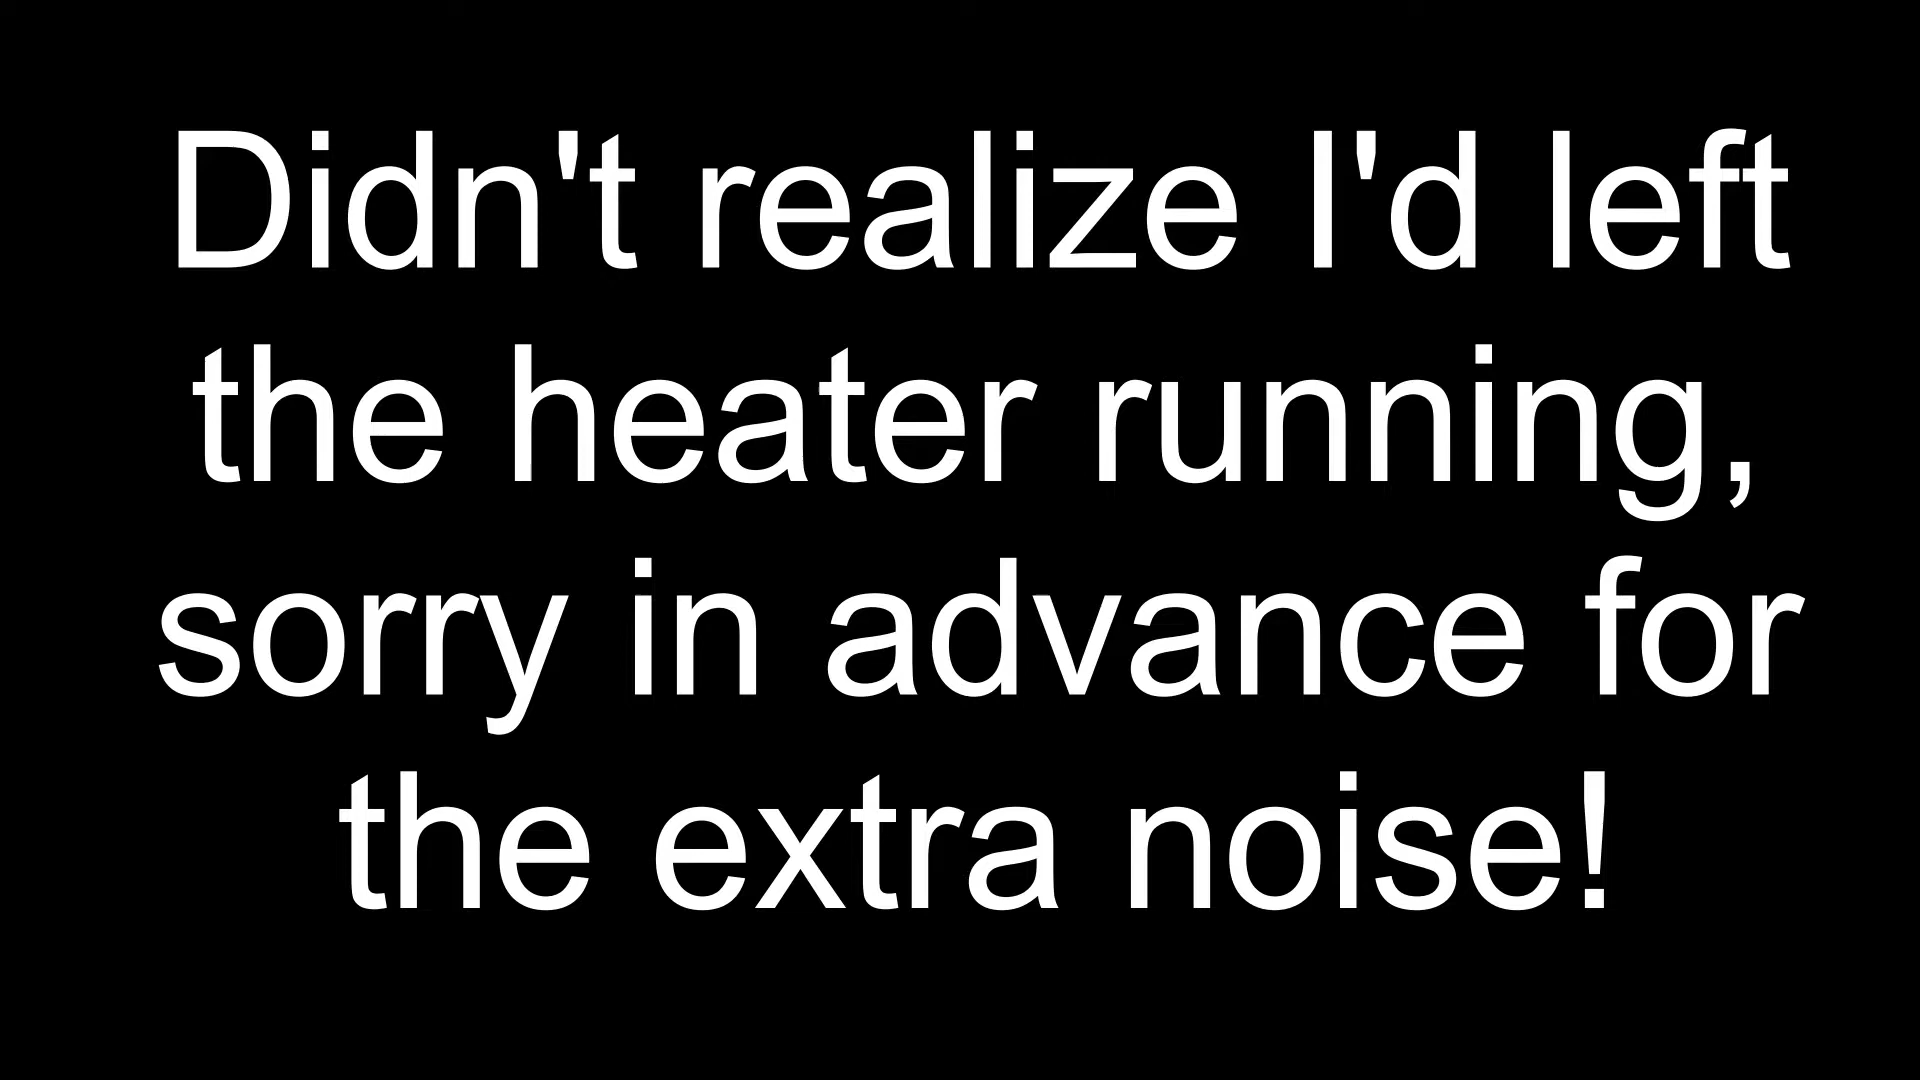 Didn't realize I'd left
the heater running,
sorry in advance for
the extra noise!